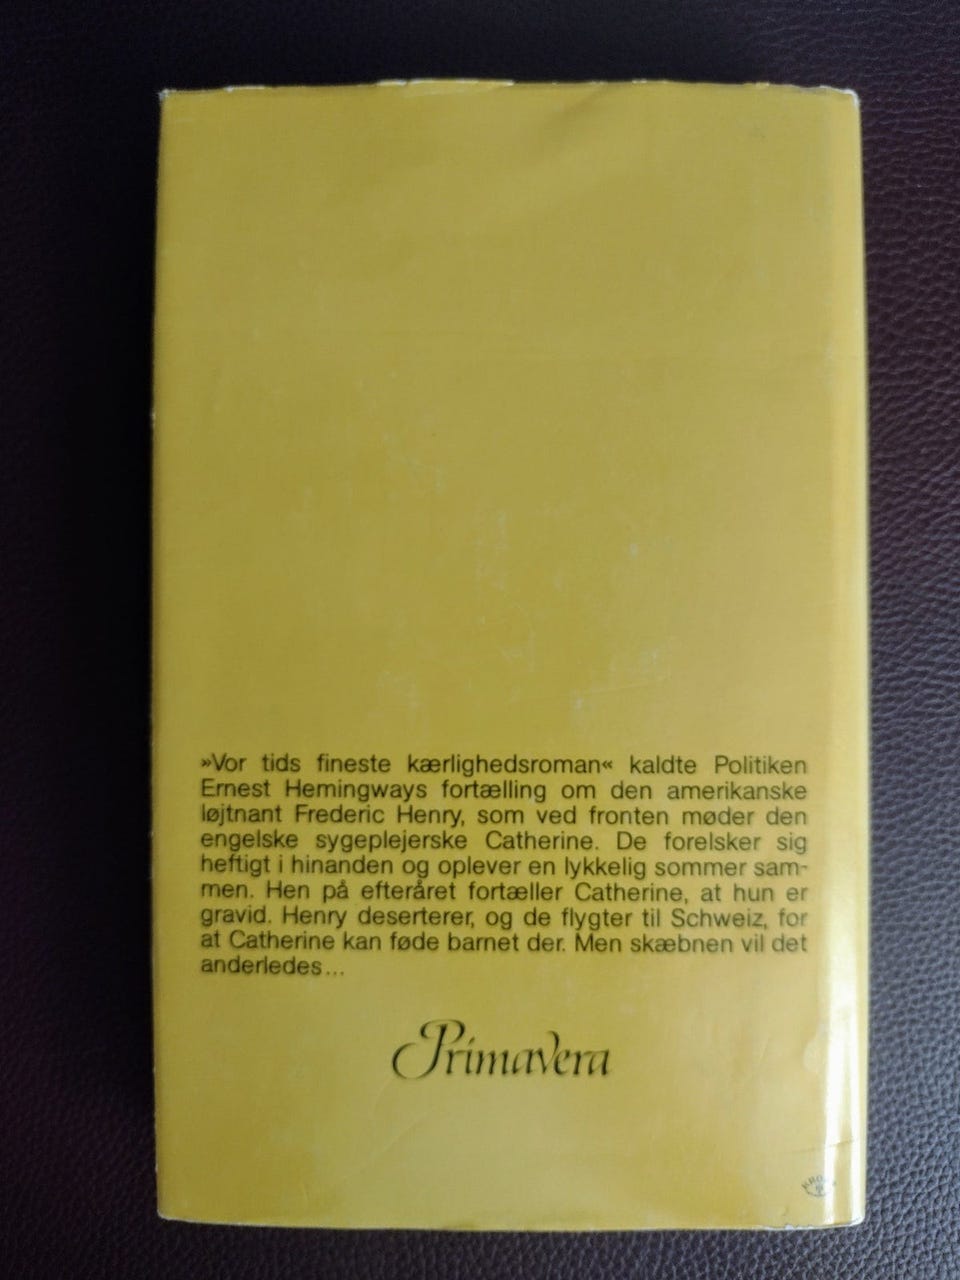 »Vor tids fineste kærlighedsroman« kaldte Politiken
Ernest Hemingways fortælling om den amerikanske
løjtnant Frederic Henry, som ved fronten møder den
engelske sygeplejerske Catherine. De forelsker sig
heftigt i hinanden og oplever en lykkelig sommer sam-
men. Hen på efteråret fortæller Catherine, at hun er
gravid. Henry deserterer, og de flygter til Schweiz, for
at Catherine kan føde barnet der. Men skæbnen vil det
anderledes...
Primavera